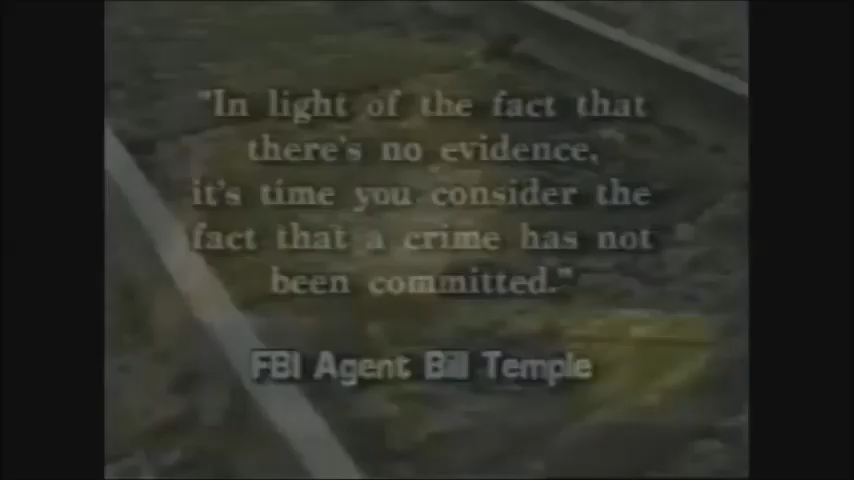 "In light of the fact that
there's no evidence,
it's time you consider the
fact that a crime has not
been committed."
FBI Agent Bill Temple